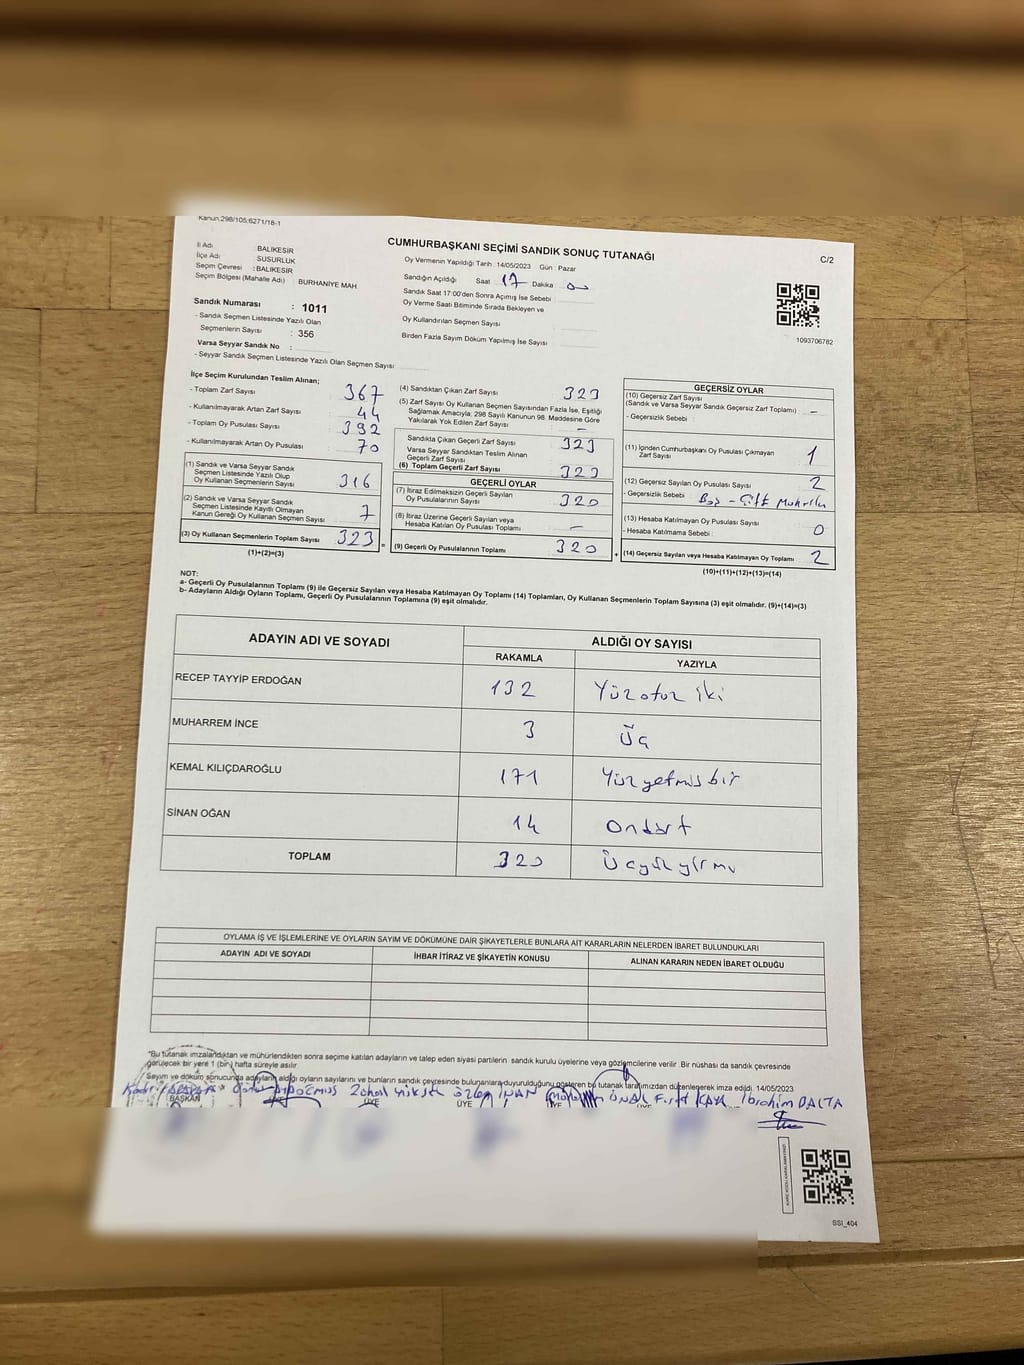 Kanun:298/105;6271/18-1
CUMHURBAŞKANI SEÇİMİ SANDIK SONUÇ TUTANAĞI
C/2
İl Adı BALIKESİR
İlçe Adı SUSURLUK
Seçim Çevresi : BALIKESİR
Seçim Bölgesi (Mahalle Adı) : BURHANİYE MAH.
Sandık Numarası : 1011
- Sandık Seçmen Listesinde Yazılı Olan
Seçmenlerin Sayısı : 356
Varsa Seyyar Sandık No :
- Seyyar Sandık Seçmen Listesinde Yazılı Olan Seçmen Sayısı
Oy Vermenin Yapıldığı Tarih : 14/05/2023 Gün : Pazar
Sandığın Açıldığı Saat 17 Dakika 00
Sandık Saat 17:00'den Sonra Açılmış İse Sebebi
Oy Verme Saati Bitiminde Sırada Bekleyen ve
Oy Kullandırılan Seçmen Sayısı
Birden Fazla Sayım Döküm Yapılmış İse Sayısı
1093706782
İlçe Seçim Kurulundan Teslim Alınan;
- Toplam Zarf Sayısı 367
- Kullanılmayarak Artan Zarf Sayısı 44
- Toplam Oy Pusulası Sayısı 392
- Kullanılmayarak Artan Oy Pusulası 70
(1) Sandık ve Varsa Seyyar Sandık
Seçmen Listesinde Yazılı Olup
Oy Kullanan Seçmenlerin Sayısı 316
(2) Sandık ve Varsa Seyyar Sandık
Seçmen Listesinde Kayıtlı Olmayan
Kanun Gereği Oy Kullanan Seçmen Sayısı 7
(3) Oy Kullanan Seçmenlerin Toplam Sayısı 323 =
(1)+(2)=(3)
(4) Sandıktan Çıkan Zarf Sayısı 323
(5) Zarf Sayısı Oy Kullanan Seçmen Sayısından Fazla İse, Eşitliği
Sağlamak Amacıyla; 298 Sayılı Kanunun 98. Maddesine Göre
Yakılarak Yok Edilen Zarf Sayısı –
Sandıkta Çıkan Geçerli Zarf Sayısı 323
Varsa Seyyar Sandıktan Teslim Alınan
Geçerli Zarf Sayısı
(6) Toplam Geçerli Zarf Sayısı 323
GEÇERLİ OYLAR
(7) İtiraz Edilmeksizin Geçerli Sayılan
Oy Pusulalarının Sayısı 320
(8) İtiraz Üzerine Geçerli Sayılan veya
Hesaba Katılan Oy Pusulası Toplamı –
(9) Geçerli Oy Pusulalarının Toplamı 320 +
GEÇERSİZ OYLAR
(10) Geçersiz Zarf Sayısı
(Sandık ve Varsa Seyyar Sandık Geçersiz Zarf Toplamı) –
- Geçersizlik Sebebi :
(11) İçinden Cumhurbaşkanı Oy Pusulası Çıkmayan
Zarf Sayısı 1
(12) Geçersiz Sayılan Oy Pusulası Sayısı 2
- Geçersizlik Sebebi Boş - Çift
(13) Hesaba Katılmayan Oy Pusulası Sayısı 0
- Hesaba Katılmama Sebebi :
(14) Geçersiz Sayılan veya Hesaba Katılmayan Oy Toplamı 2
(10)+(11)+(12)+(13)=(14)
NOT:
a- Geçerli Oy Pusulalarının Toplamı (9) ile Geçersiz Sayılan veya Hesaba Katılmayan Oy Toplamı (14) Toplamları, Oy Kullanan Seçmenlerin Toplam Sayısına (3) eşit olmalıdır. (9)+(14)=(3)
b- Adayların Aldığı Oyların Toplamı, Geçerli Oy Pusulalarının Toplamına (9) eşit olmalıdır.
ADAYIN ADI VE SOYADI ALDIĞI OY SAYISI
RAKAMLA YAZIYLA
RECEP TAYYİP ERDOĞAN 132 Yüzotuz iki
MUHARREM İNCE 3 Üç
KEMAL KILIÇDAROĞLU 171 Yüzyetmişbir
SİNAN OĞAN 14 Ondört
TOPLAM 320 Üçyüzyirmi
OYLAMA İŞ VE İŞLEMLERİNE VE OYLARIN SAYIM VE DÖKÜMÜNE DAİR ŞİKAYETLERLE BUNLARA AİT KARARLARIN NELERDEN İBARET BULUNDUKLARI
ADAYIN ADI VE SOYADI İHBAR İTİRAZ VE ŞİKAYETİN KONUSU ALINAN KARARIN NEDEN İBARET OLDUĞU
*Bu tutanak imzalandıktan ve mühürlendikten sonra seçime katılan adayların ve talep eden siyasi partilerin sandık kurulu üyelerine veya gözlemcilerine verilir. Bir nüshası da sandık çevresinde
görülecek bir yere 1 (bir) hafta süreyle asılır.
Sayım ve döküm sonucunda adayların aldığı oyların sayılarını ve bunların sandık çevresinde bulunanlara duyurulduğunu gösteren bu tutanak tarafımızdan düzenlenerek imza edildi. 14/05/2023
Kadir Zuhal Yüksel Özlem İNAN ÜNAL Fırat KAYA İbrahim DALTA
BAŞKAN ÜYE ÜYE ÜYE
SSİ_404